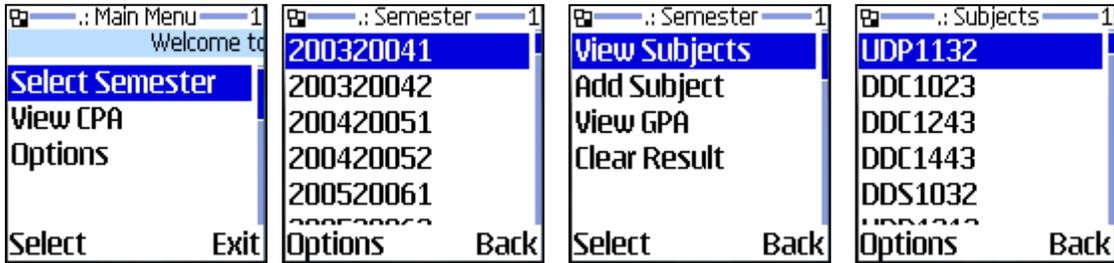 .: Main Menu 1
Welcome to
Select Semester
View CPA
Options
Select Exit
.: Semester 1
200320041
200320042
200420051
200420052
200520061
Options Back
.: Semester 1
View Subjects
Add Subject
View GPA
Clear Result
Select Back
.: Subjects 1
UDP1132
DDC1023
DDC1243
DDC1443
DDS1032
Options Back